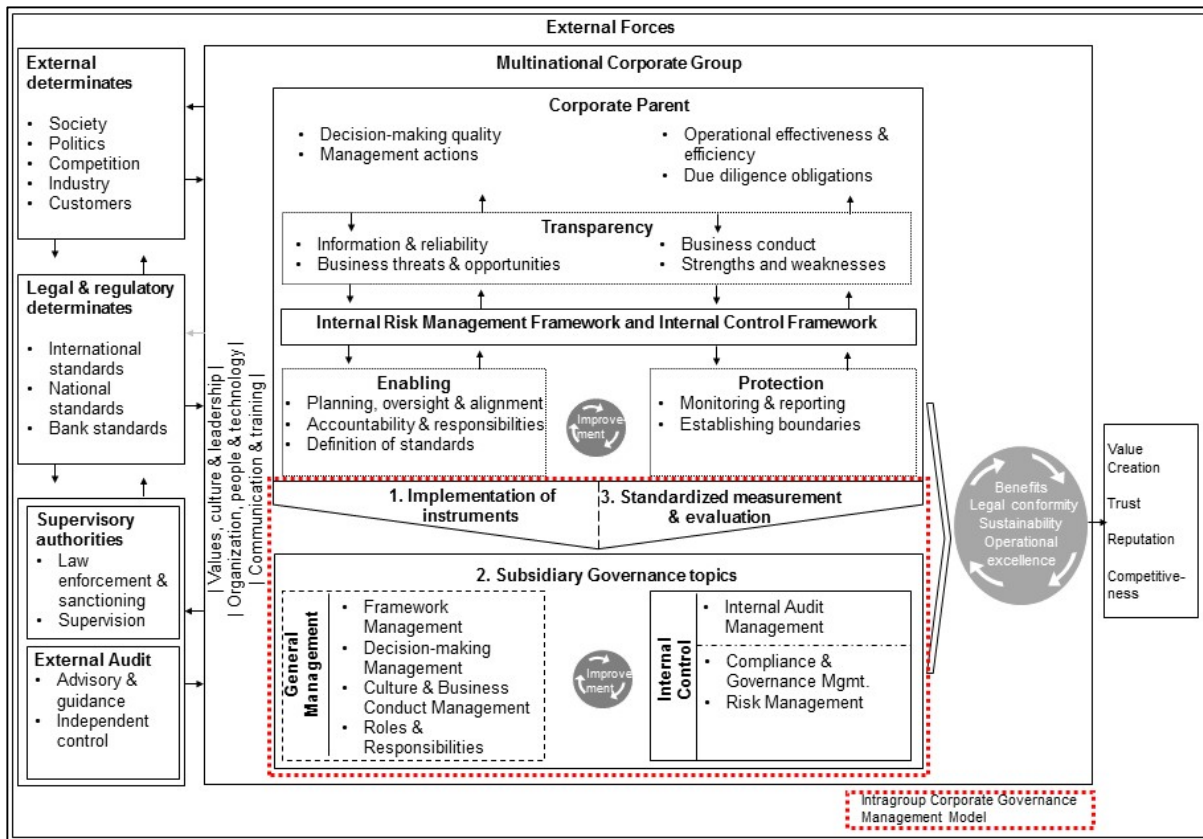 External Forces
External
determinates
• Society
• Politics
• Competition
• Industry
• Customers
Legal & regulatory
determinates
• International
standards
• National
standards
• Bank standards
Supervisory
authorities
• Law
enforcement &
sanctioning
• Supervision
External Audit
• Advisory &
guidance
• Independent
control
| Values, culture & leadership |
| Organization, people & technology |
| Communication & training |
Multinational Corporate Group
Corporate Parent
• Decision-making quality
• Management actions
• Operational effectiveness &
efficiency
• Due diligence obligations
Transparency
• Information & reliability
• Business threats & opportunities
• Business conduct
• Strengths and weaknesses
Internal Risk Management Framework and Internal Control Framework
Enabling
• Planning, oversight & alignment
• Accountability & responsibilities
• Definition of standards
Improve-
ment
Protection
• Monitoring & reporting
• Establishing boundaries
1. Implementation of
instruments
3. Standardized measurement
& evaluation
2. Subsidiary Governance topics
General
Management
• Framework
Management
• Decision-making
Management
• Culture & Business
Conduct Management
• Roles &
Responsibilities
Improve-
ment
Internal
Control
• Internal Audit
Management
• Compliance &
Governance Mgmt.
• Risk Management
Benefits
Legal conformity
Sustainability
Operational
excellence
Value
Creation
Trust
Reputation
Competitive-
ness
Intragroup Corporate Governance
Management Model